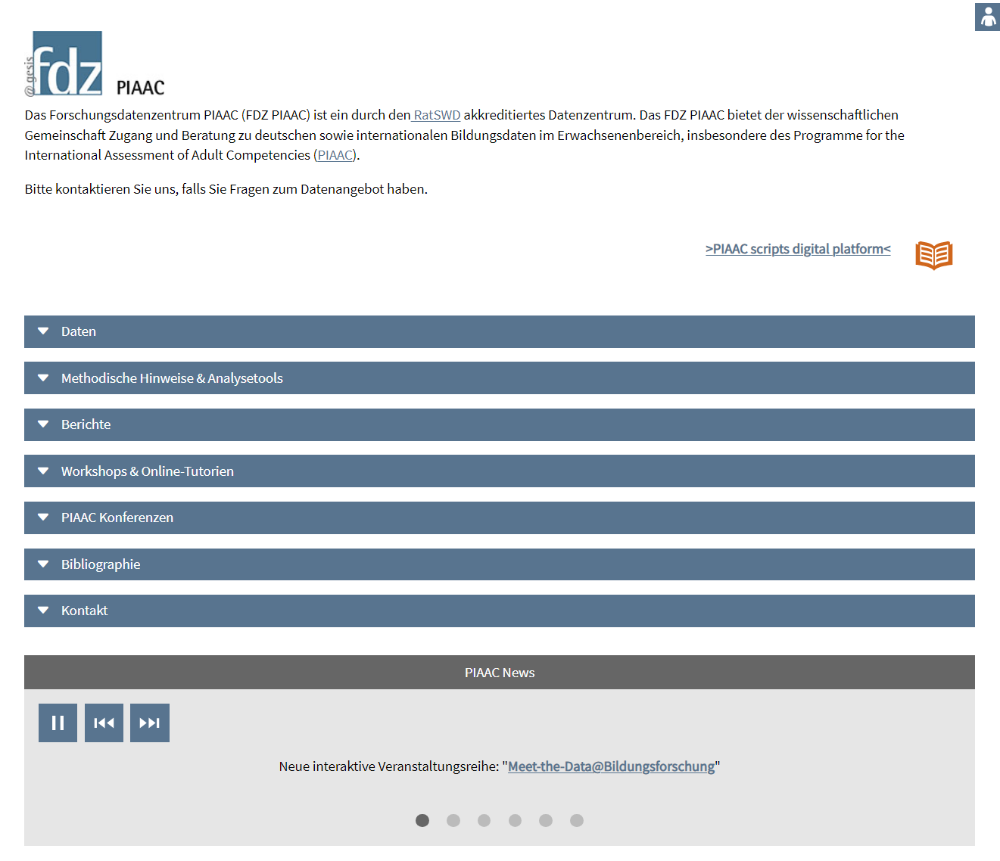 @gesis
fdz PIAAC
Das Forschungsdatenzentrum PIAAC (FDZ PIAAC) ist ein durch den RatSWD akkreditiertes Datenzentrum. Das FDZ PIAAC bietet der wissenschaftlichen
Gemeinschaft Zugang und Beratung zu deutschen sowie internationalen Bildungsdaten im Erwachsenenbereich, insbesondere des Programme for the
International Assessment of Adult Competencies (PIAAC).
Bitte kontaktieren Sie uns, falls Sie Fragen zum Datenangebot haben.
>PIAAC scripts digital platform<
Daten
Methodische Hinweise & Analysetools
Berichte
Workshops & Online-Tutorien
PIAAC Konferenzen
Bibliographie
Kontakt
PIAAC News
Neue interaktive Veranstaltungsreihe: "Meet-the-Data@Bildungsforschung"